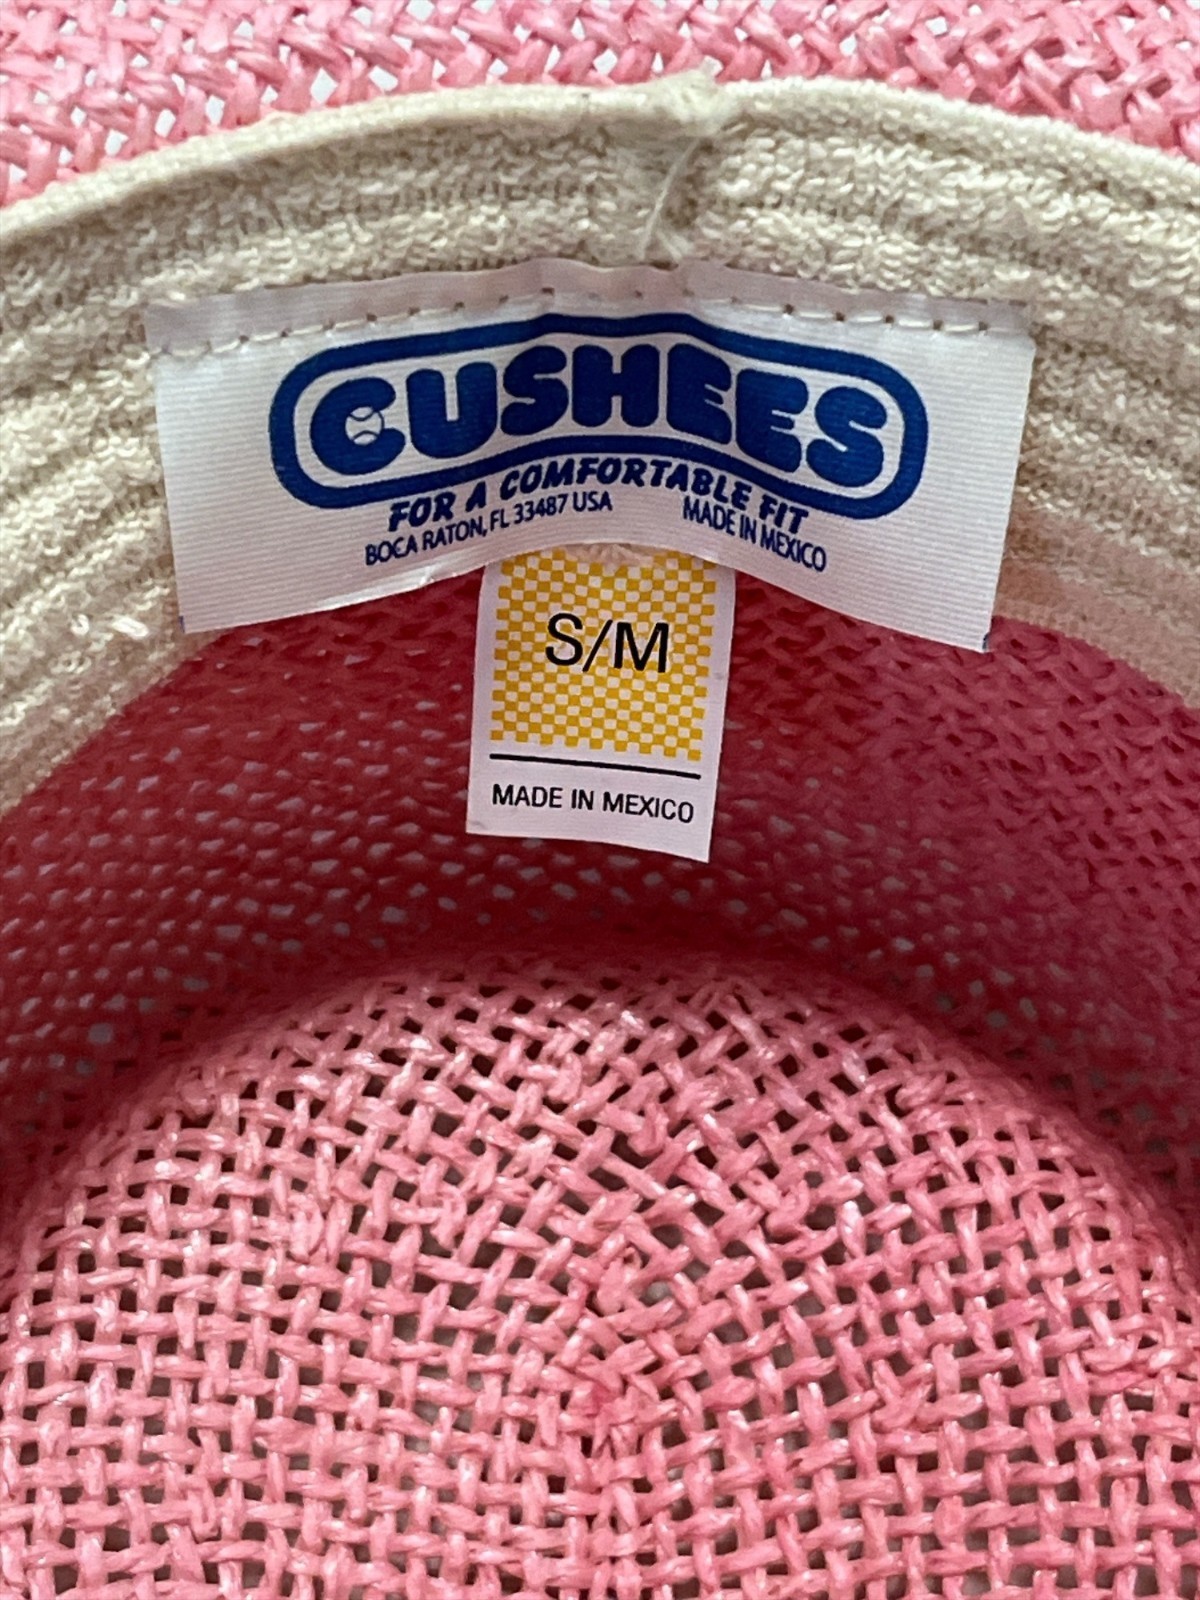 CUSHEES
FOR A COMFORTABLE FIT
BOCA RATON, FL 33487 USA MADE IN MEXICO
S/M
MADE IN MEXICO